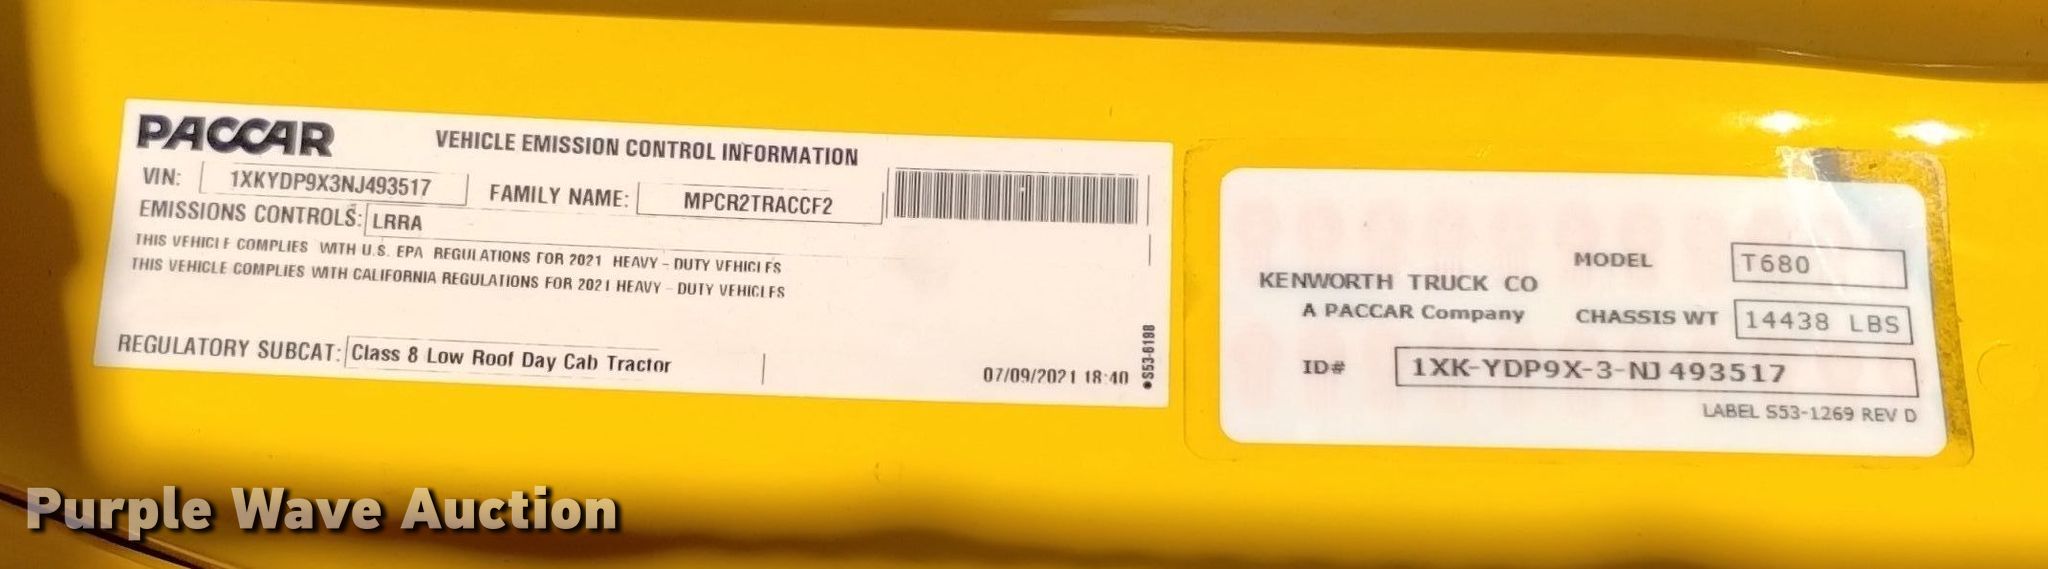 PACCAR
VEHICLE EMISSION CONTROL INFORMATION
VIN: 1XKYDP9X3NJ493517
FAMILY NAME: MPCR2TRACCF2
EMISSIONS CONTROLS: LRRA
THIS VEHICLE COMPLIES WITH U.S. EPA REGULATIONS FOR 2021 HEAVY - DUTY VEHICLES
THIS VEHICLE COMPLIES WITH CALIFORNIA REGULATIONS FOR 2021 HEAVY - DUTY VEHICLES
REGULATORY SUBCAT: Class 8 Low Roof Day Cab Tractor
07/09/2021 18:40
●S53-6198
KENWORTH TRUCK CO
A PACCAR Company
MODEL T680
CHASSIS WT 14438 LBS
ID# 1XK-YDP9X-3-NJ493517
LABEL S53-1269 REV D
Purple Wave Auction